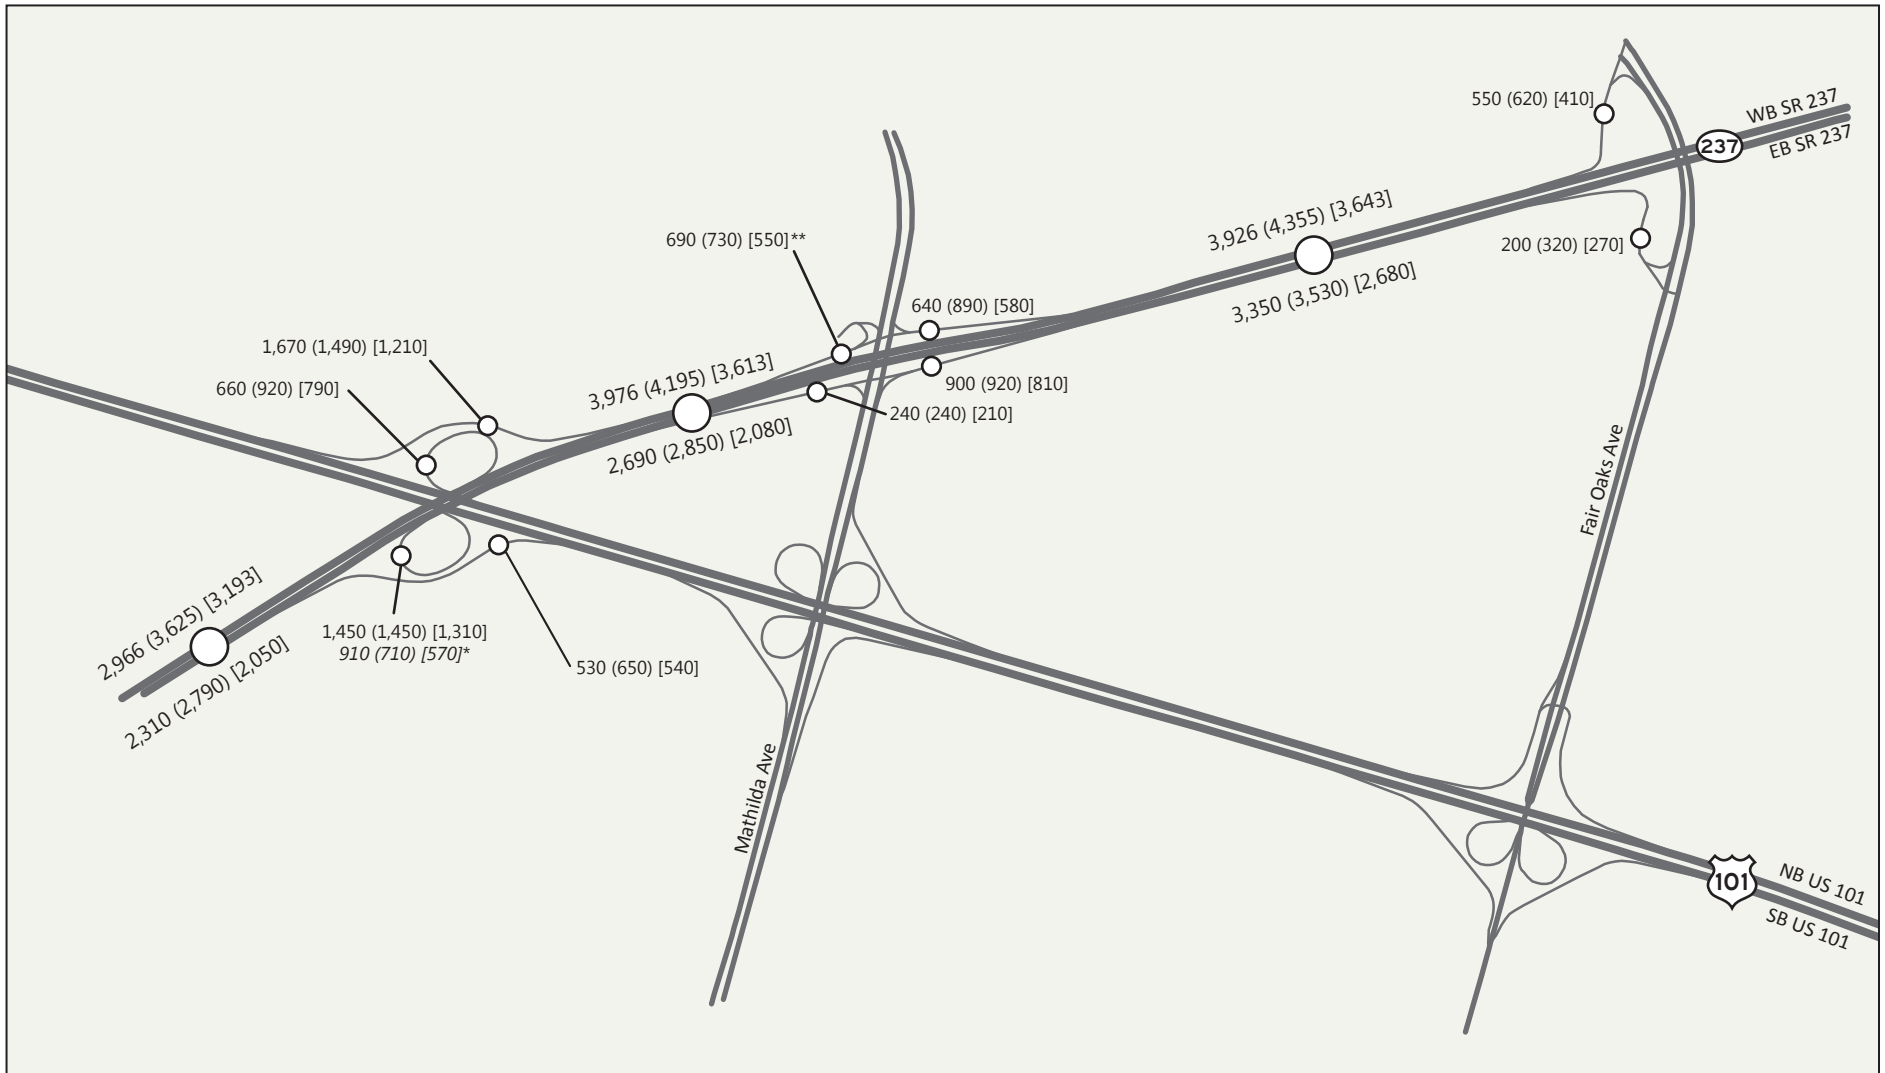 550 (620) [410]
WB SR 237
237
EB SR 237
3,926 (4,355) [3,643]
690 (730) [550]**
200 (320) [270]
3,350 (3,530) [2,680]
640 (890) [580]
1,670 (1,490) [1,210]
3,976 (4,195) [3,613]
660 (920) [790]
900 (920) [810]
240 (240) [210]
2,690 (2,850) [2,080]
Fair Oaks Ave
2,966 (3,625) [3,193]
1,450 (1,450) [1,310]
910 (710) [570]*
530 (650) [540]
2,310 (2,790) [2,050]
Mathilda Ave
101
NB US 101
SB US 101